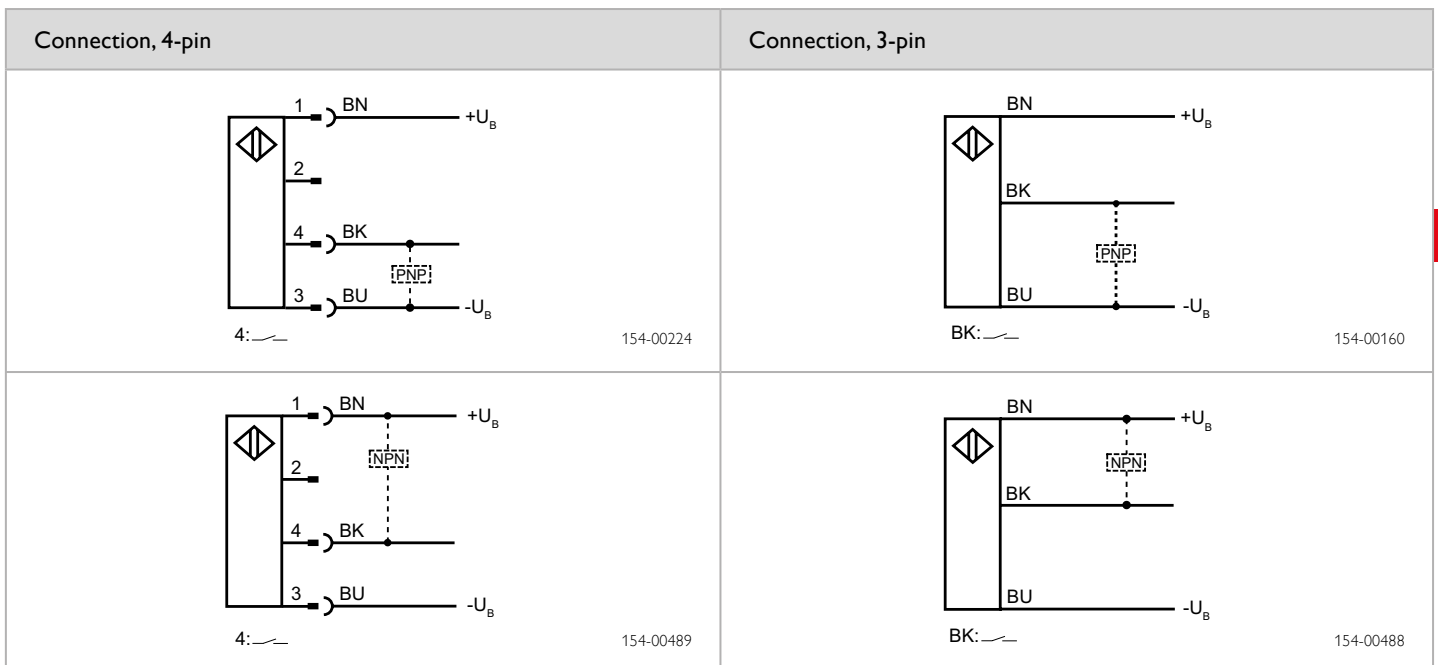 Connection, 4-pin
Connection, 3-pin
1 BN
+U_B
2
4 BK
PNP
3 BU
-U_B
4:
154-00224
BN
+U_B
BK
PNP
BU
-U_B
BK:
154-00160
1 BN
+U_B
NPN
2
4 BK
3 BU
-U_B
4:
154-00489
BN
+U_B
NPN
BK
BU
-U_B
BK:
154-00488